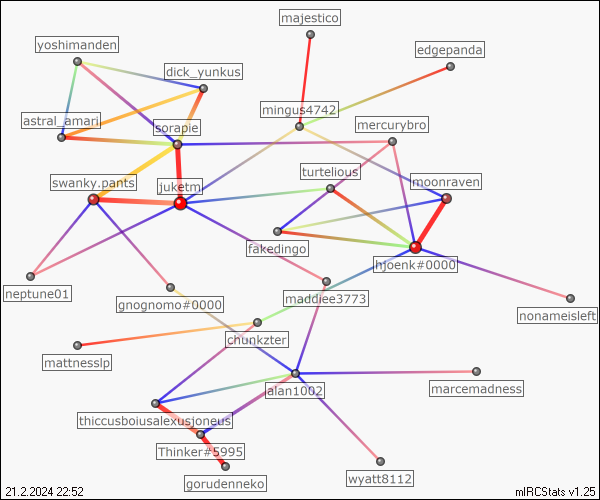 majestico
yoshimanden
edgepanda
dick_yunkus
mingus4742
astral_amari
sorapie
mercurybro
turtelious
swanky.pants
juketm
moonraven
fakedingo
hjoenk#0000
neptune01
maddiee3773
gnognomo#0000
nonameisleft
chunkzter
mattnesslp
alan1002
marcemadness
thiccusboiusalexusjoneus
Thinker#5995
wyatt8112
gorudenneko
21.2.2024 22:52
mIRCStats v1.25